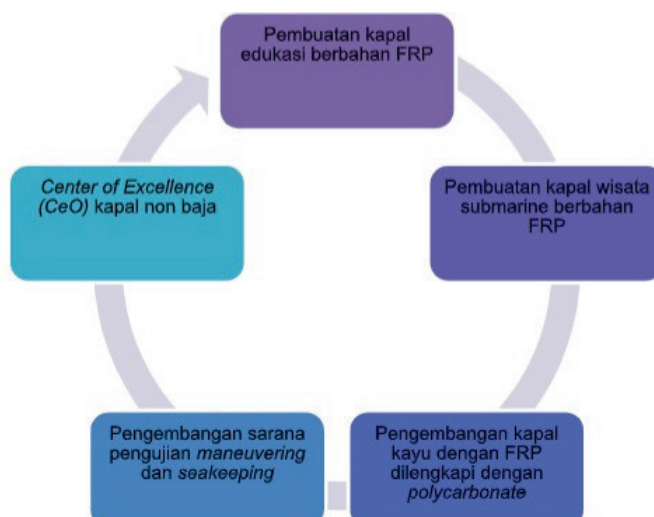 Pembuatan kapal
edukasi berbahan FRP
Pembuatan kapal wisata
submarine berbahan
FRP
Pengembangan kapal
kayu dengan FRP
dilengkapi dengan
polycarbonate
Pengembangan sarana
pengujian maneuvering
dan seakeeping
Center of Excellence
(CeO) kapal non baja